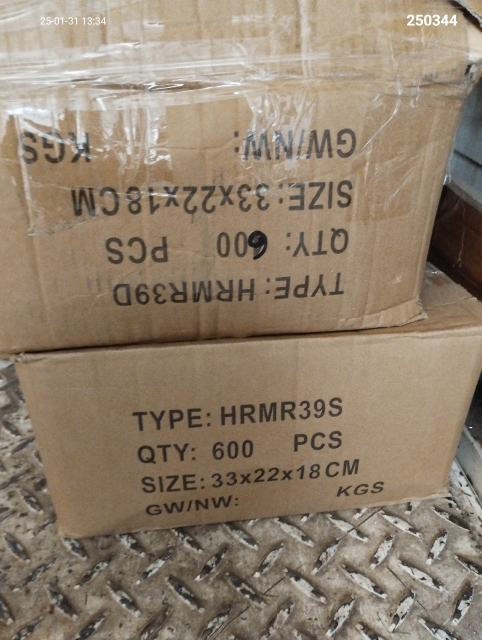 25-01-31 13:34
250344
TYPE: HRMR39D
QTY: 600 PCS
SIZE: 33x22x18CM
GW/NW: KGS
TYPE: HRMR39S
QTY: 600 PCS
SIZE: 33x22x18CM
GW/NW: KGS